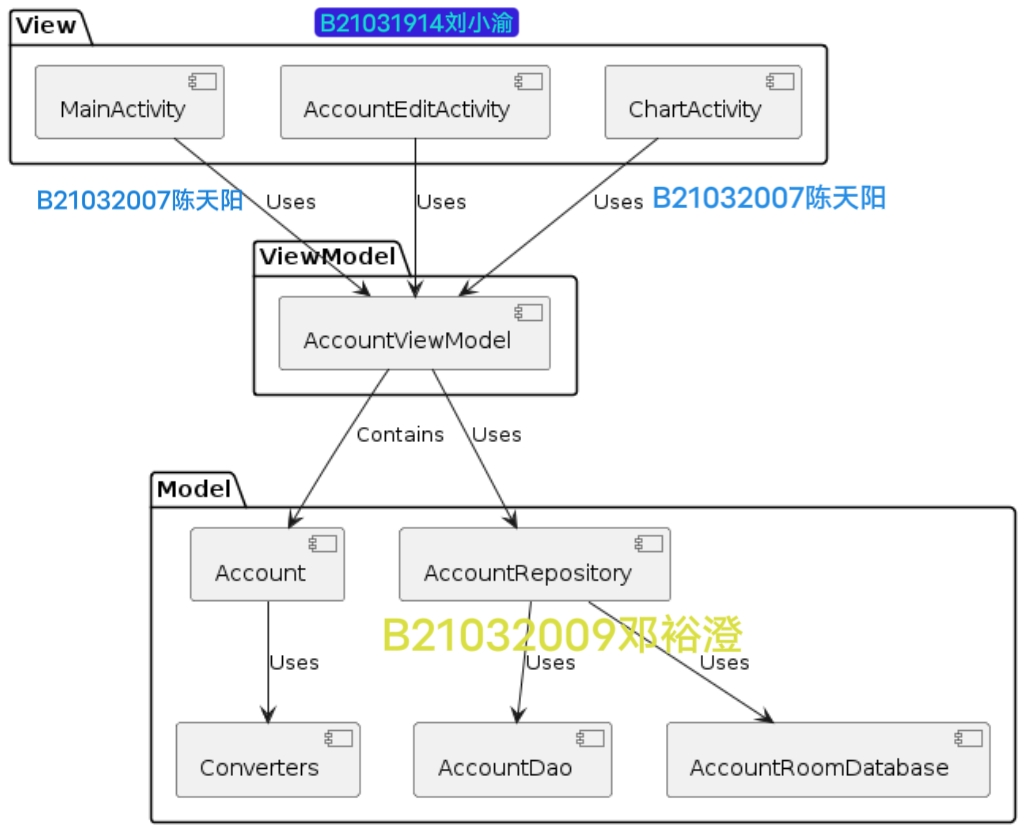 View
B21031914刘小渝
MainActivity
AccountEditActivity
ChartActivity
B21032007陈天阳
Uses
Uses
Uses
B21032007陈天阳
ViewModel
AccountViewModel
Contains
Uses
Model
Account
AccountRepository
B21032009邓裕澄
Uses
Uses
Uses
Converters
AccountDao
AccountRoomDatabase